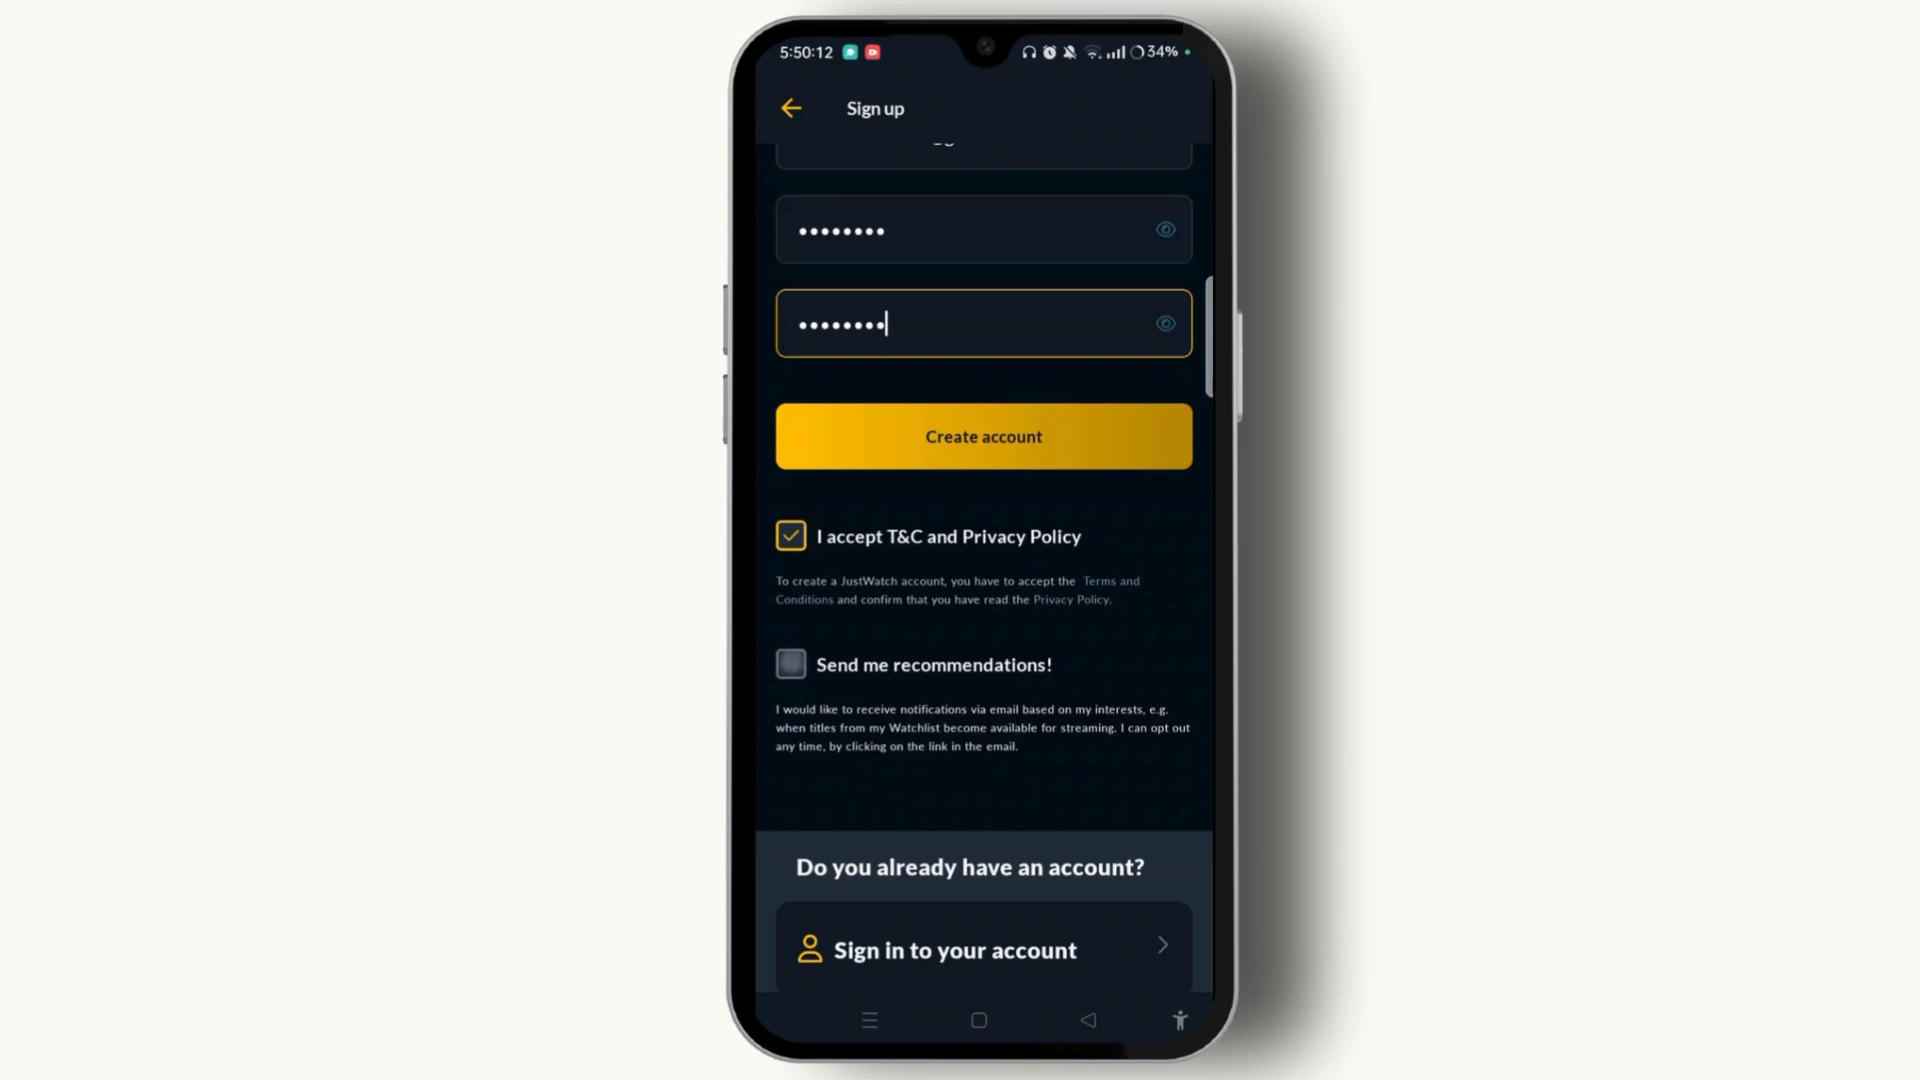 5:50:12
34%
Sign up
••••••••
••••••••
Create account
I accept T&C and Privacy Policy
To create a JustWatch account, you have to accept the Terms and
Conditions and confirm that you have read the Privacy Policy.
Send me recommendations!
I would like to receive notifications via email based on my interests, e.g.
when titles from my Watchlist become available for streaming. I can opt out
any time, by clicking on the link in the email.
Do you already have an account?
Sign in to your account